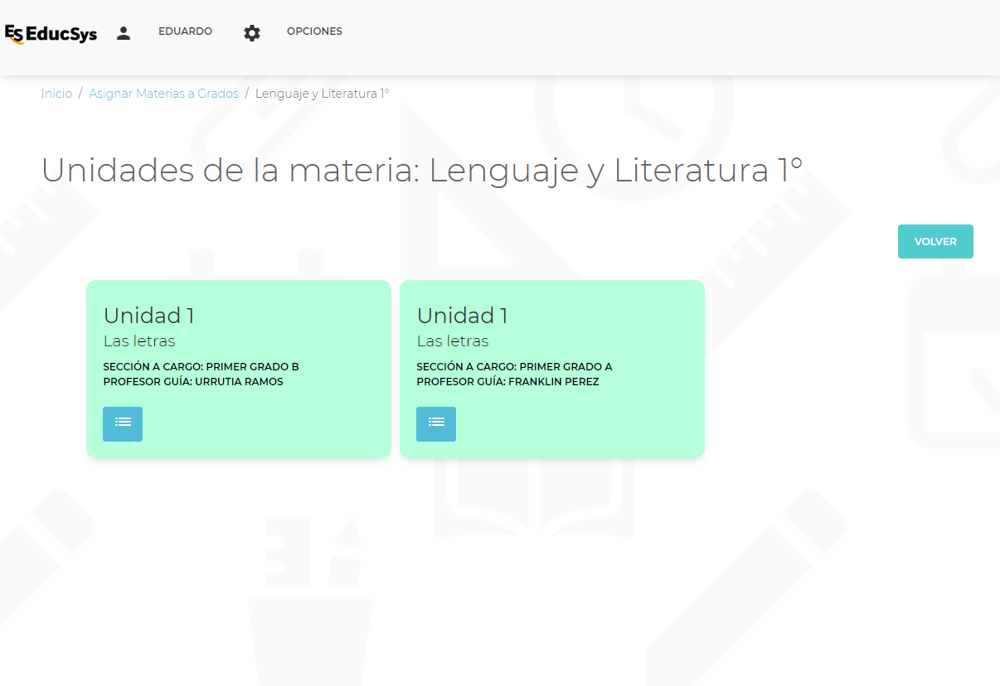 ES EducSys EDUARDO OPCIONES
Inicio / Asignar Materias a Grados / Lenguaje y Literatura 1°
Unidades de la materia: Lenguaje y Literatura 1°
VOLVER
Unidad 1
Las letras
SECCIÓN A CARGO: PRIMER GRADO B
PROFESOR GUÍA: URRUTIA RAMOS
Unidad 1
Las letras
SECCIÓN A CARGO: PRIMER GRADO A
PROFESOR GUÍA: FRANKLIN PEREZ